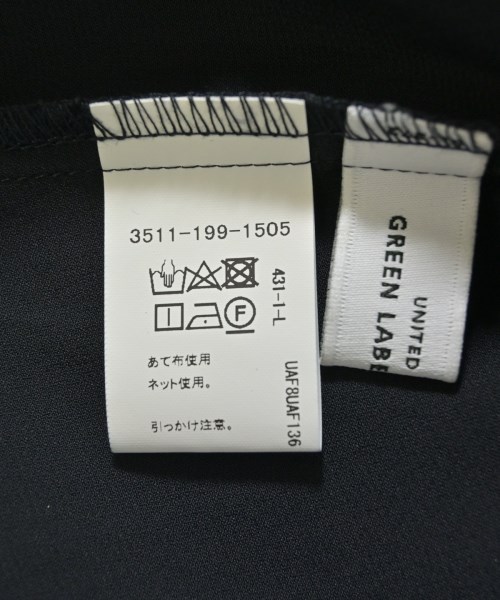 3511-199-1505
431-1-L
F
あて布使用
ネット使用。
引っかけ注意。
UAF8UAF136
UNITED
GREEN LABE